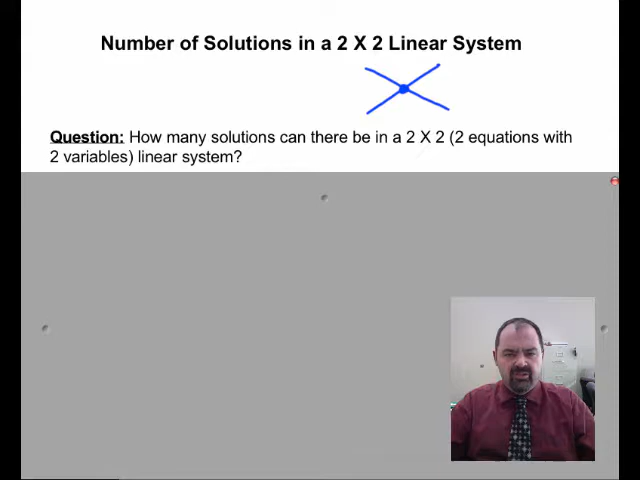 Number of Solutions in a 2 X 2 Linear System
Question: How many solutions can there be in a 2 X 2 (2 equations with
2 variables) linear system?